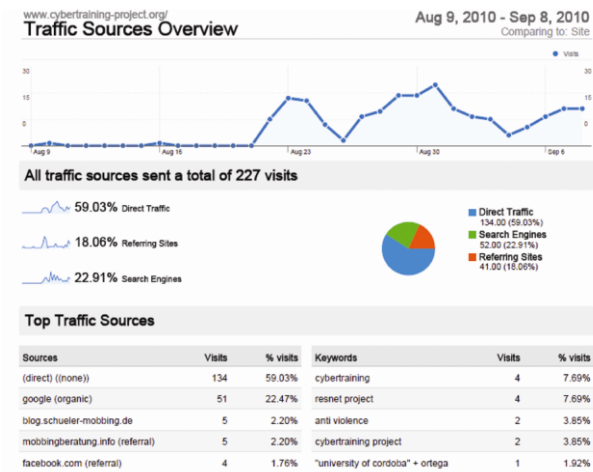 www.cybertraining-project.org/
Traffic Sources Overview
Aug 9, 2010 - Sep 8, 2010
Comparing to: Site
Visits
30 30
15 15
0 0
Aug 9 Aug 16 Aug 23 Aug 30 Sep 6
All traffic sources sent a total of 227 visits
59.03% Direct Traffic
18.06% Referring Sites
22.91% Search Engines
Direct Traffic
134.00 (59.03%)
Search Engines
52.00 (22.91%)
Referring Sites
41.00 (18.06%)
Top Traffic Sources
Sources Visits % visits Keywords Visits % visits
(direct) ((none)) 134 59.03% cybertraining 4 7.69%
google (organic) 51 22.47% resnet project 4 7.69%
blog.schueler-mobbing.de 5 2.20% anti violence 2 3.85%
mobbingberatung.info (referral) 5 2.20% cybertraining project 2 3.85%
facebook.com (referral) 4 1.76% "university of cordoba" + ortega 1 1.92%